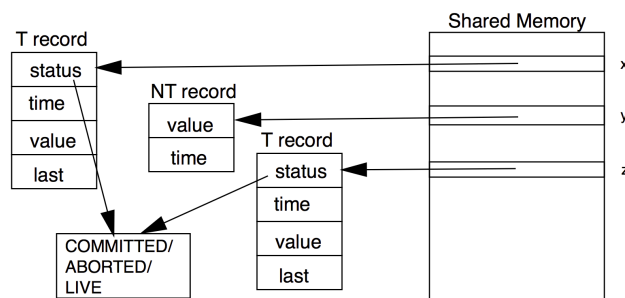 Shared Memory
T record
status
time
value
last
x
NT record
value
time
y
T record
status
time
value
last
z
COMMITTED/
ABORTED/
LIVE